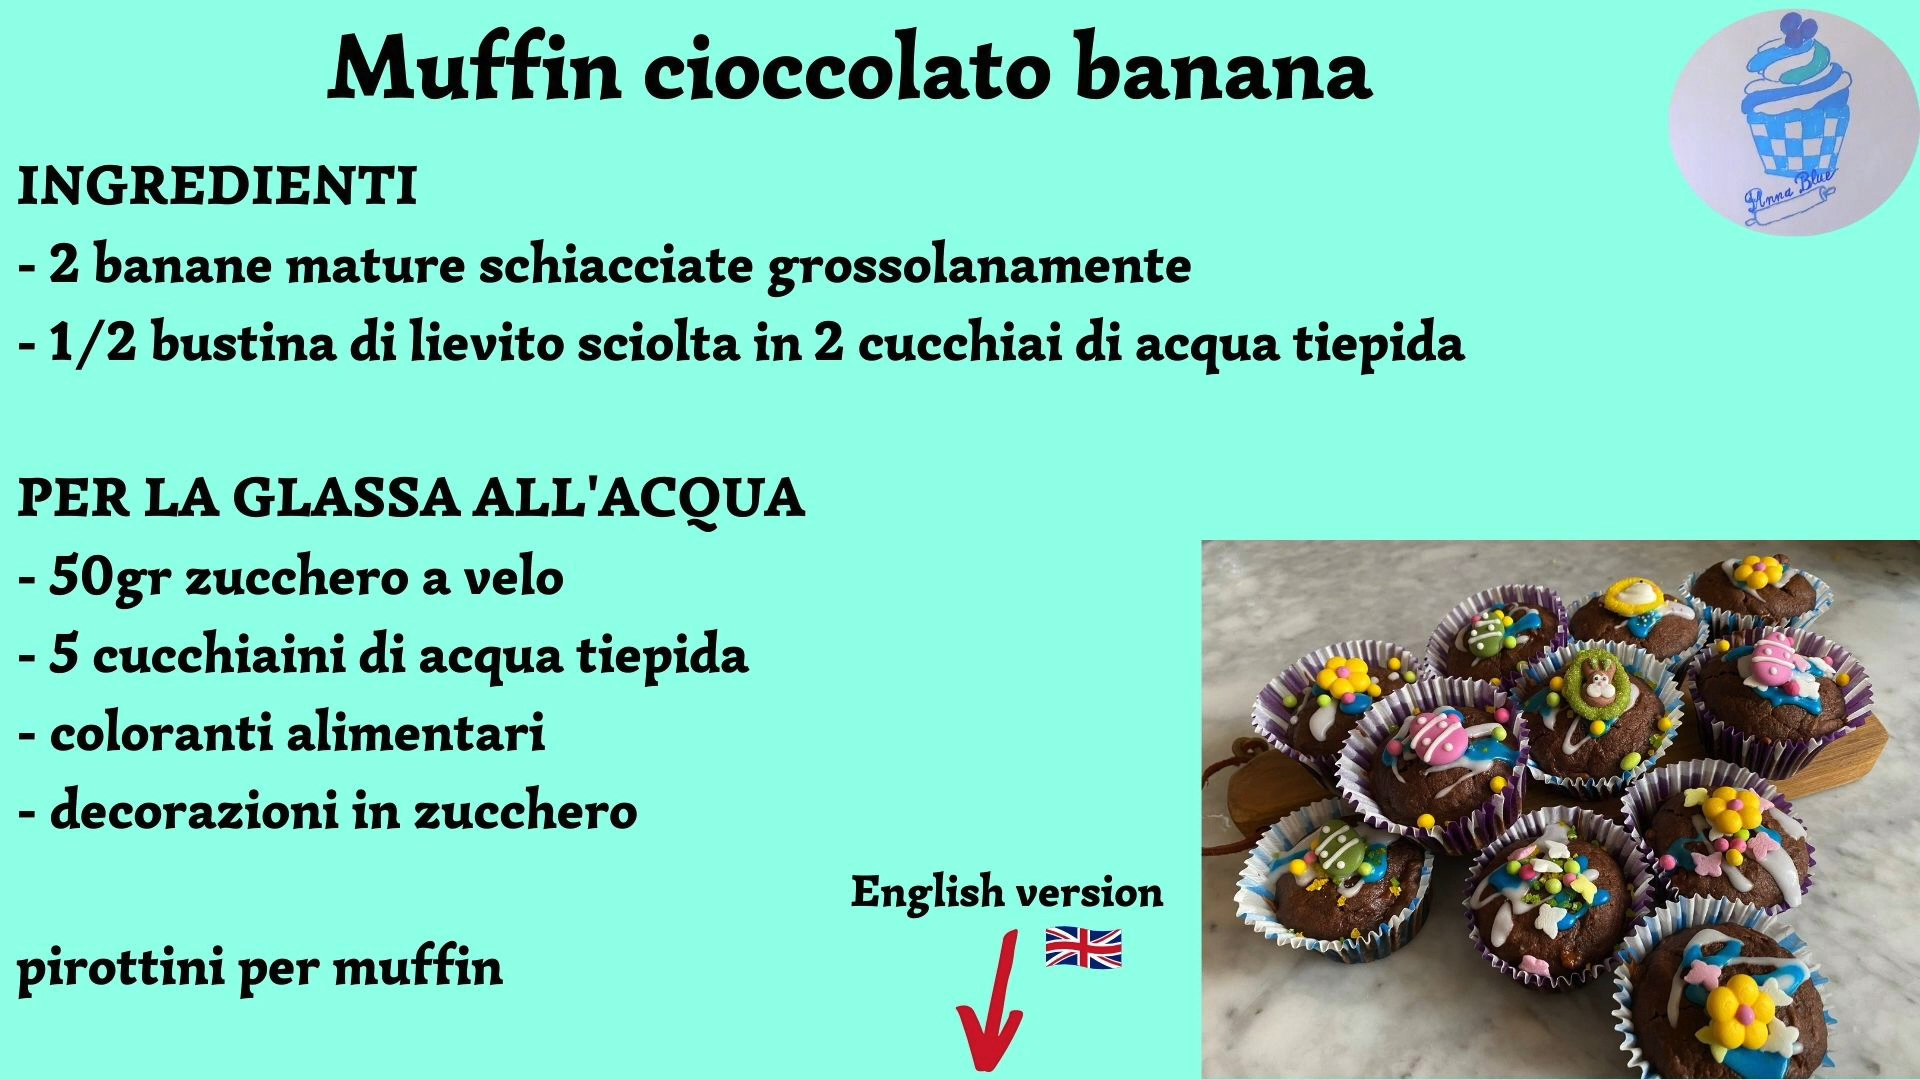 Muffin cioccolato banana
Anna Blue
INGREDIENTI
- 2 banane mature schiacciate grossolanamente
- 1/2 bustina di lievito sciolta in 2 cucchiai di acqua tiepida
PER LA GLASSA ALL'ACQUA
- 50gr zucchero a velo
- 5 cucchiaini di acqua tiepida
- coloranti alimentari
- decorazioni in zucchero
English version
pirottini per muffin